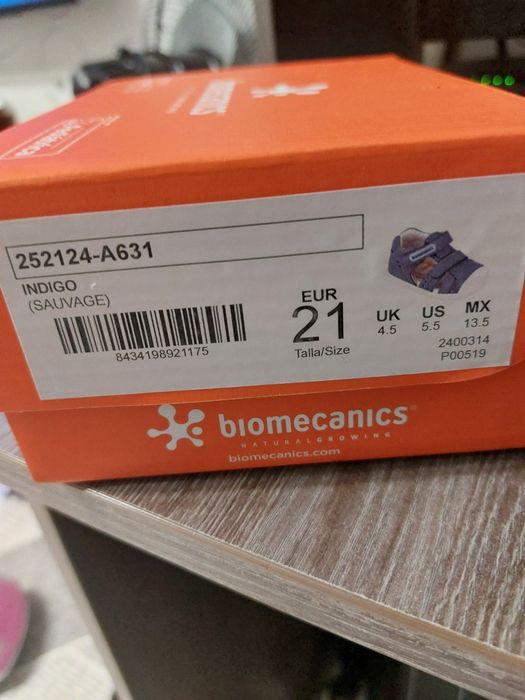 252124-A631
INDIGO
(SAUVAGE)
8434198921175
EUR
21
Talla/Size
UK US MX
4.5 5.5 13.5
2400314
P00519
biomecanics®
NATURALGROWING
biomecanics.com